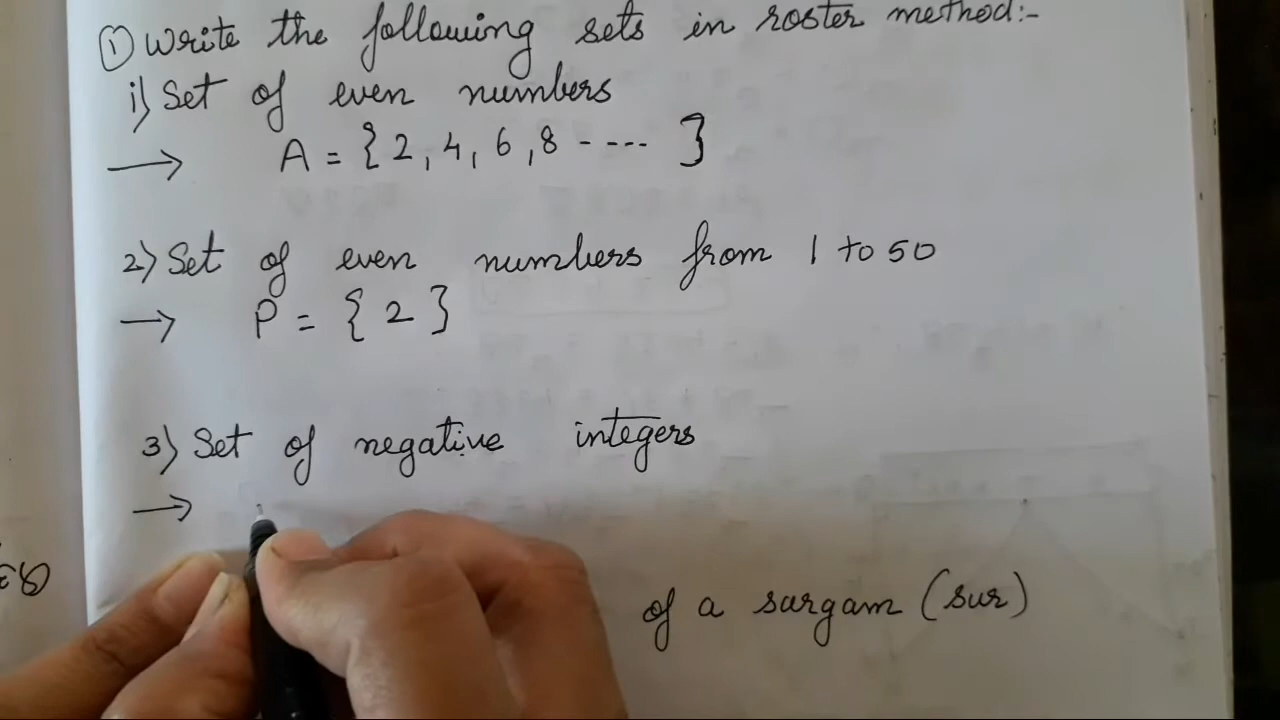 ① Write the following sets in roster method:-
i) Set of even numbers
→ A = { 2, 4, 6, 8 ----- }
2) Set of even numbers from 1 to 50
→ P = { 2 }
3) Set of negative integers
→
of a sargam (sur)